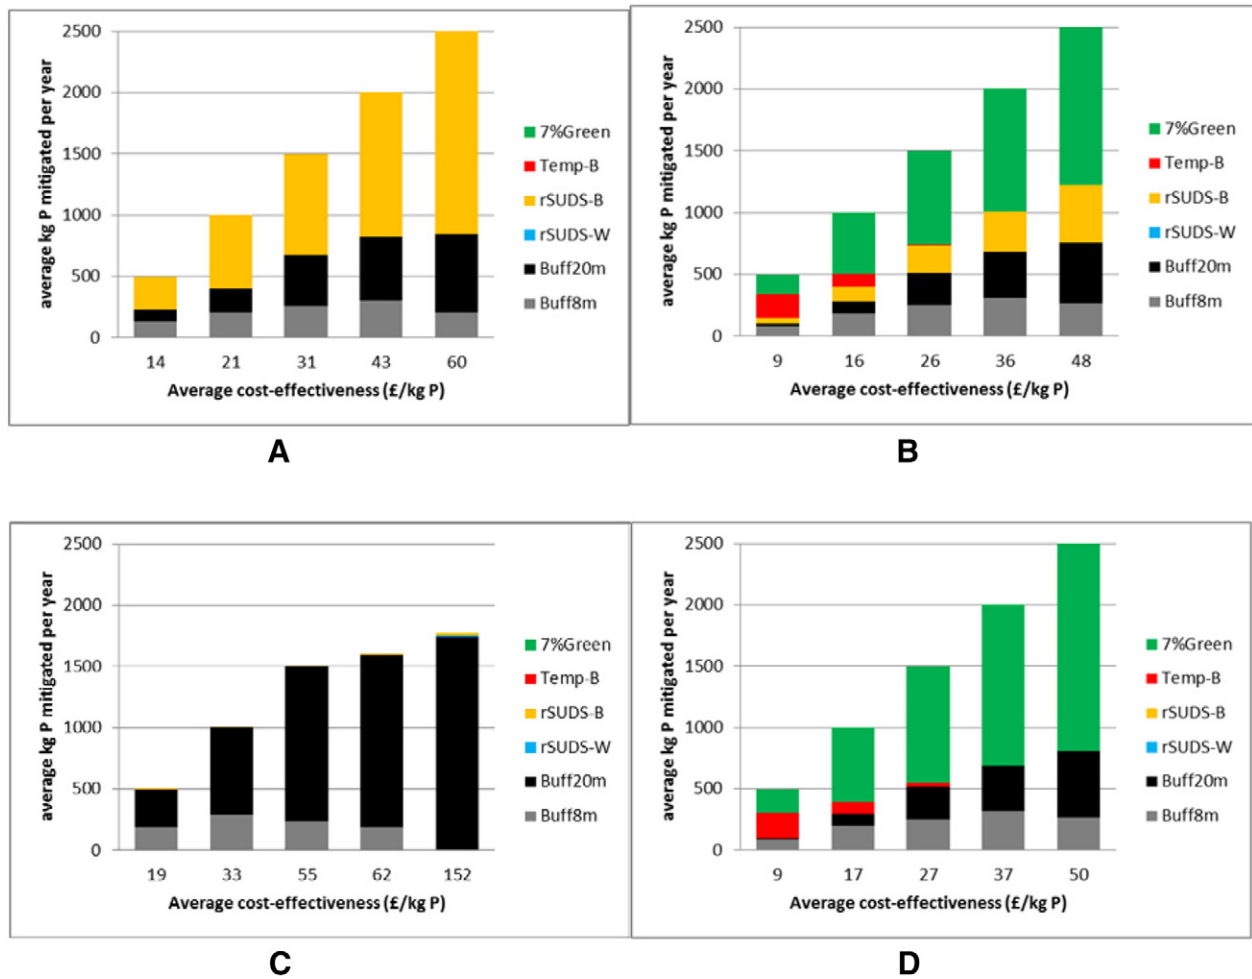 average kg P mitigated per year
2500
2000
1500
1000
500
0
14 21 31 43 60
Average cost-effectiveness (£/kg P)
7%Green
Temp-B
rSUDS-B
rSUDS-W
Buff20m
Buff8m
A
average kg P mitigated per year
2500
2000
1500
1000
500
0
9 16 26 36 48
Average cost-effectiveness (£/kg P)
7%Green
Temp-B
rSUDS-B
rSUDS-W
Buff20m
Buff8m
B
average kg P mitigated per year
2500
2000
1500
1000
500
0
19 33 55 62 152
Average cost-effectiveness (£/kg P)
7%Green
Temp-B
rSUDS-B
rSUDS-W
Buff20m
Buff8m
C
average kg P mitigated per year
2500
2000
1500
1000
500
0
9 17 27 37 50
Average cost-effectiveness (£/kg P)
7%Green
Temp-B
rSUDS-B
rSUDS-W
Buff20m
Buff8m
D